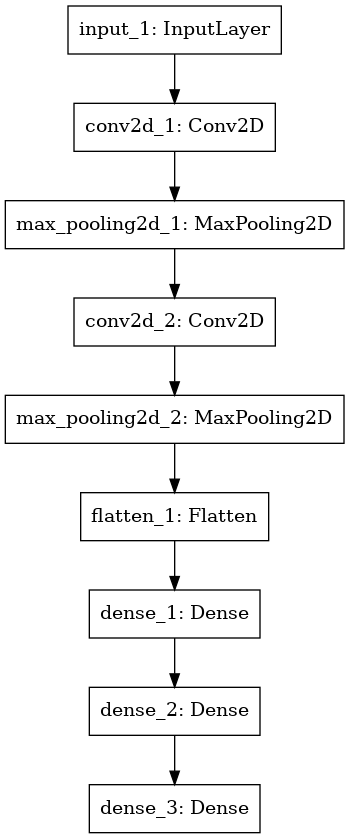 input_1: InputLayer
conv2d_1: Conv2D
max_pooling2d_1: MaxPooling2D
conv2d_2: Conv2D
max_pooling2d_2: MaxPooling2D
flatten_1: Flatten
dense_1: Dense
dense_2: Dense
dense_3: Dense